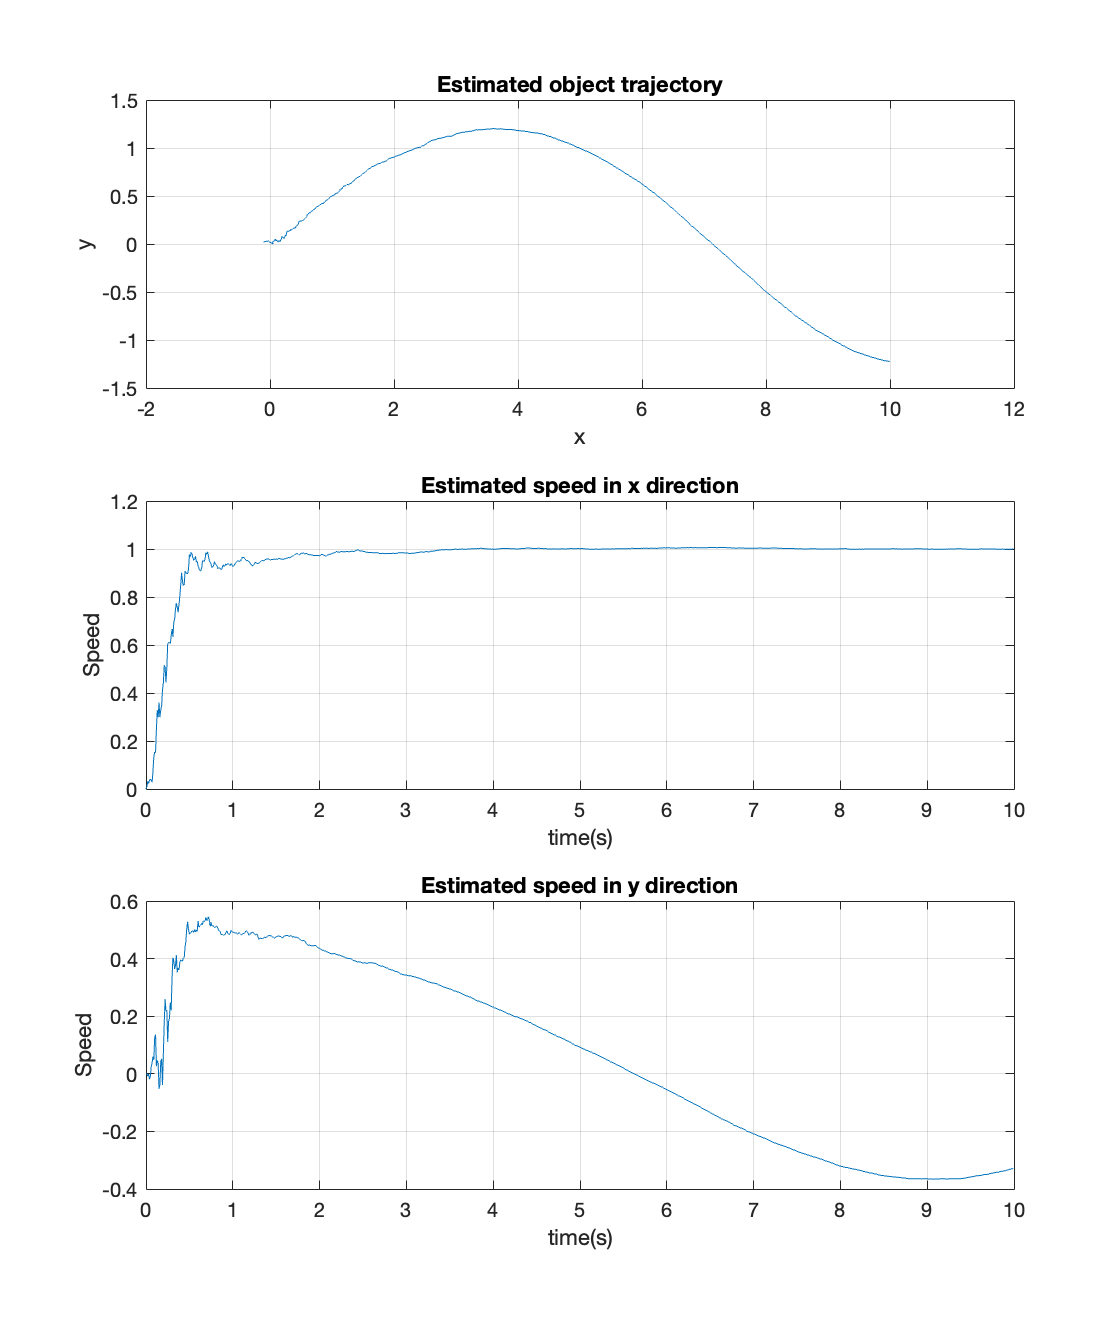 Estimated object trajectory
1.5
1
0.5
0
-0.5
-1
-1.5
y
-2 0 2 4 6 8 10 12
x
Estimated speed in x direction
1.2
1
0.8
0.6
0.4
0.2
0
Speed
0 1 2 3 4 5 6 7 8 9 10
time(s)
Estimated speed in y direction
0.6
0.4
0.2
0
-0.2
-0.4
Speed
0 1 2 3 4 5 6 7 8 9 10
time(s)